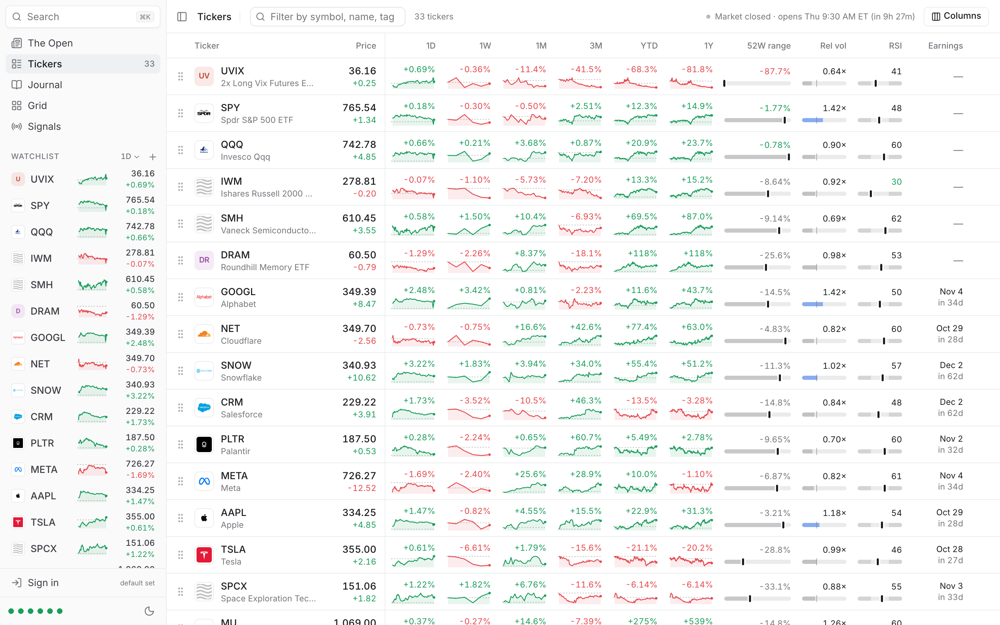 Search ⌘K
The Open
Tickers 33
Journal
Grid
Signals
WATCHLIST 1D
U UVIX 36.16
+0.69%
SPDR SPY 765.54
+0.18%
QQQ 742.78
+0.66%
IWM 278.81
-0.07%
SMH 610.45
+0.58%
D DRAM 60.50
-1.29%
Alphabet GOOGL 349.39
+2.48%
NET 349.70
-0.73%
SNOW 340.93
+3.22%
CRM 229.22
+1.73%
PLTR 187.50
+0.28%
META 726.27
-1.69%
AAPL 334.25
+1.47%
TSLA 355.00
+0.61%
SPCX 151.06
+1.22%
Sign in default set
Tickers Filter by symbol, name, tag 33 tickers Market closed · opens Thu 9:30 AM ET (in 9h 27m) Columns
Ticker Price 1D 1W 1M 3M YTD 1Y 52W range Rel vol RSI Earnings
UV UVIX 36.16 +0.69% -0.36% -11.4% -41.5% -68.3% -81.8% -87.7% 0.64× 41 —
2x Long Vix Futures E... +0.25
SPDR SPY 765.54 +0.18% -0.30% -0.50% +2.51% +12.3% +14.9% -1.77% 1.42× 48 —
Spdr S&P 500 ETF +1.34
Invesco QQQ 742.78 +0.66% +0.21% +3.68% +0.87% +20.9% +23.7% -0.78% 0.90× 60 —
Invesco Qqq +4.85
IWM 278.81 -0.07% -1.10% -5.73% -7.20% +13.3% +15.2% -8.64% 0.92× 30 —
Ishares Russell 2000 ... -0.20
SMH 610.45 +0.58% +1.50% +10.4% -6.93% +69.5% +87.0% -9.14% 0.69× 62 —
Vaneck Semiconducto... +3.55
DR DRAM 60.50 -1.29% -2.26% +8.37% -18.1% +118% +118% -25.6% 0.98× 53 —
Roundhill Memory ETF -0.79
Alphabet GOOGL 349.39 +2.48% +3.42% +0.81% -2.23% +11.6% +43.7% -14.5% 1.42× 50 Nov 4
Alphabet +8.47 in 34d
NET 349.70 -0.73% -0.75% +16.6% +42.6% +77.4% +63.0% -4.83% 0.82× 60 Oct 29
Cloudflare -2.56 in 28d
snowflake SNOW 340.93 +3.22% +1.83% +3.94% +34.0% +55.4% +51.2% -11.3% 1.02× 57 Dec 2
Snowflake +10.62 in 62d
salesforce CRM 229.22 +1.73% -3.52% -10.5% +46.3% -13.5% -3.28% -14.8% 0.84× 48 Dec 2
Salesforce +3.91 in 62d
PLTR 187.50 +0.28% -2.24% +0.65% +60.7% +5.49% +2.78% -9.65% 0.70× 60 Nov 2
Palantir +0.53 in 32d
META 726.27 -1.69% -2.40% +25.6% +28.9% +10.0% -1.10% -6.87% 0.82× 61 Nov 4
Meta -12.52 in 34d
AAPL 334.25 +1.47% -0.82% +4.55% +15.5% +22.9% +31.3% -3.21% 1.18× 54 Oct 29
Apple +4.85 in 28d
TSLA 355.00 +0.61% -6.61% +1.79% -15.6% -21.1% -20.2% -28.8% 0.99× 46 Oct 28
Tesla +2.16 in 27d
SPCX 151.06 +1.22% +1.82% +6.76% -11.6% -6.14% -6.14% -33.1% 0.88× 55 Nov 3
Space Exploration Tec... +1.82 in 33d
MU 1,069.00 +0.37% -0.27% +14.6% -7.39% +275% +539% -14.8% 1.26× 60